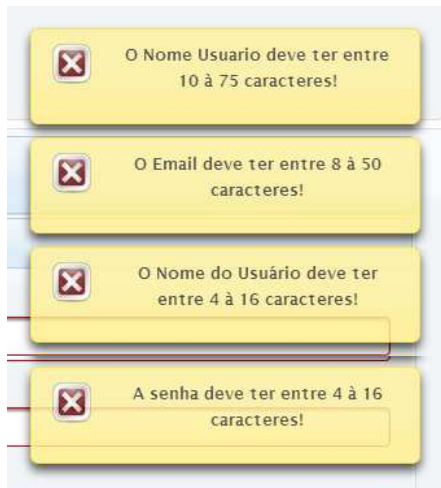 O Nome Usuario deve ter entre
10 à 75 caracteres!
O Email deve ter entre 8 à 50
caracteres!
O Nome do Usuário deve ter
entre 4 à 16 caracteres!
A senha deve ter entre 4 à 16
caracteres!